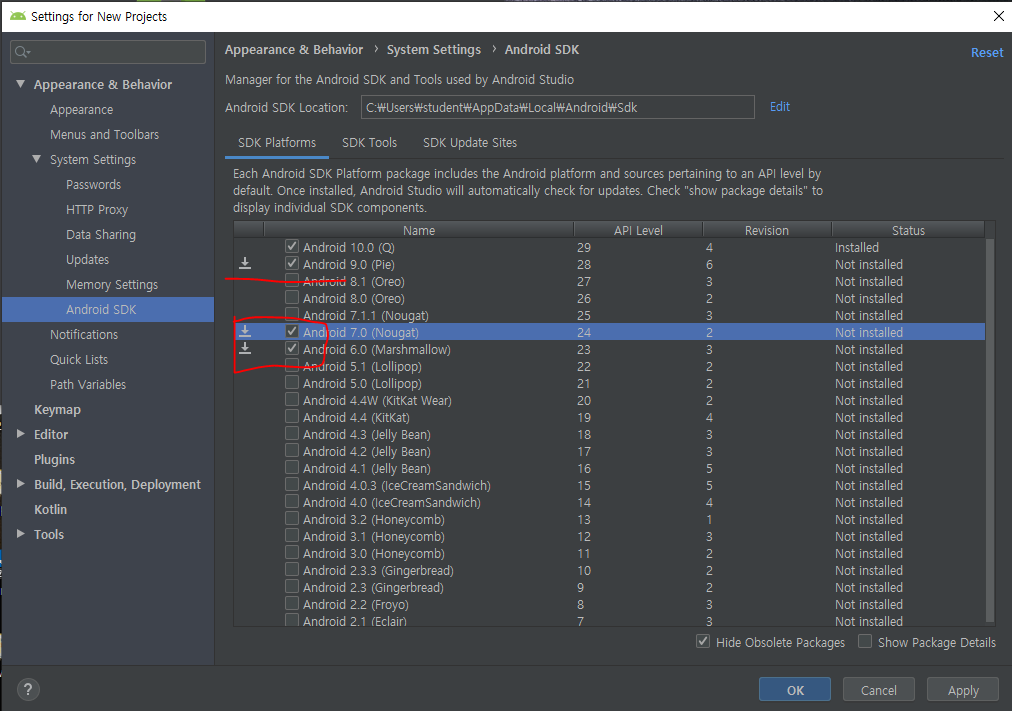 Settings for New Projects
Appearance & Behavior
Appearance
Menus and Toolbars
System Settings
Passwords
HTTP Proxy
Data Sharing
Updates
Memory Settings
Android SDK
Notifications
Quick Lists
Path Variables
Keymap
Editor
Plugins
Build, Execution, Deployment
Kotlin
Tools
Appearance & Behavior › System Settings › Android SDK
Reset
Manager for the Android SDK and Tools used by Android Studio
Android SDK Location: C:₩Users₩student₩AppData₩Local₩Android₩Sdk Edit
SDK Platforms SDK Tools SDK Update Sites
Each Android SDK Platform package includes the Android platform and sources pertaining to an API level by
default. Once installed, Android Studio will automatically check for updates. Check "show package details" to
display individual SDK components.
Name API Level Revision Status
Android 10.0 (Q) 29 4 Installed
Android 9.0 (Pie) 28 6 Not installed
Android 8.1 (Oreo) 27 3 Not installed
Android 8.0 (Oreo) 26 2 Not installed
Android 7.1.1 (Nougat) 25 3 Not installed
Android 7.0 (Nougat) 24 2 Not installed
Android 6.0 (Marshmallow) 23 3 Not installed
Android 5.1 (Lollipop) 22 2 Not installed
Android 5.0 (Lollipop) 21 2 Not installed
Android 4.4W (KitKat Wear) 20 2 Not installed
Android 4.4 (KitKat) 19 4 Not installed
Android 4.3 (Jelly Bean) 18 3 Not installed
Android 4.2 (Jelly Bean) 17 3 Not installed
Android 4.1 (Jelly Bean) 16 5 Not installed
Android 4.0.3 (IceCreamSandwich) 15 5 Not installed
Android 4.0 (IceCreamSandwich) 14 4 Not installed
Android 3.2 (Honeycomb) 13 1 Not installed
Android 3.1 (Honeycomb) 12 3 Not installed
Android 3.0 (Honeycomb) 11 2 Not installed
Android 2.3.3 (Gingerbread) 10 2 Not installed
Android 2.3 (Gingerbread) 9 2 Not installed
Android 2.2 (Froyo) 8 3 Not installed
Android 2.1 (Eclair) 7 3 Not installed
Hide Obsolete Packages Show Package Details
? OK Cancel Apply